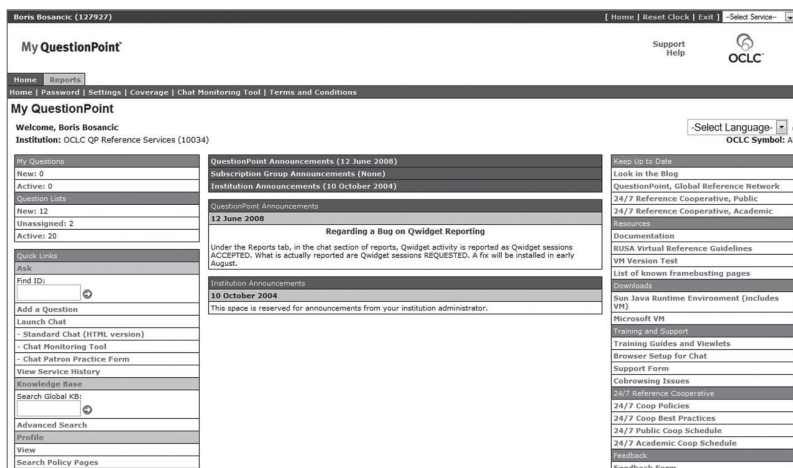 Boris Bosancic (127927)
[ Home | Reset Clock | Exit ] -Select Service--
My QuestionPoint
Support
Help
OCLC
Home Reports
Home | Password | Settings | Coverage | Chat Monitoring Tool | Terms and Conditions
My QuestionPoint
Welcome, Boris Bosancic
Institution: OCLC QP Reference Services (10034)
-Select Language-
OCLC Symbol:
My Questions
New: 0
Active: 0
Question Lists
New: 12
Unassigned: 2
Active: 20
Quick Links
Ask
Find ID:
Add a Question
Launch Chat
- Standard Chat (HTML version)
- Chat Monitoring Tool
- Chat Patron Practice Form
View Service History
Knowledge Base
Search Global KB:
Advanced Search
Profile
View
Search Policy Pages
QuestionPoint Announcements (12 June 2008)
Subscription Group Announcements (None)
Institution Announcements (10 October 2004)
QuestionPoint Announcements
12 June 2008
Regarding a Bug on Qwidget Reporting
Under the Reports tab, in the chat section of reports, Qwidget activity is reported as Qwidget sessions
ACCEPTED. What is actually reported are Qwidget sessions REQUESTED. A fix will be installed in early
August.
Institution Announcements
10 October 2004
This space is reserved for announcements from your institution administrator.
Keep Up to Date
Look in the Blog
QuestionPoint, Global Reference Network
24/7 Reference Cooperative, Public
24/7 Reference Cooperative, Academic
Resources
Documentation
RUSA Virtual Reference Guidelines
VM Version Test
List of known framebusting pages
Downloads
Sun Java Runtime Environment (includes
VM)
Microsoft VM
Training and Support
Training Guides and Viewlets
Browser Setup for Chat
Support Form
Cobrowsing Issues
24/7 Reference Cooperative
24/7 Coop Policies
24/7 Coop Best Practices
24/7 Public Coop Schedule
24/7 Academic Coop Schedule
Feedback
Feedback Form